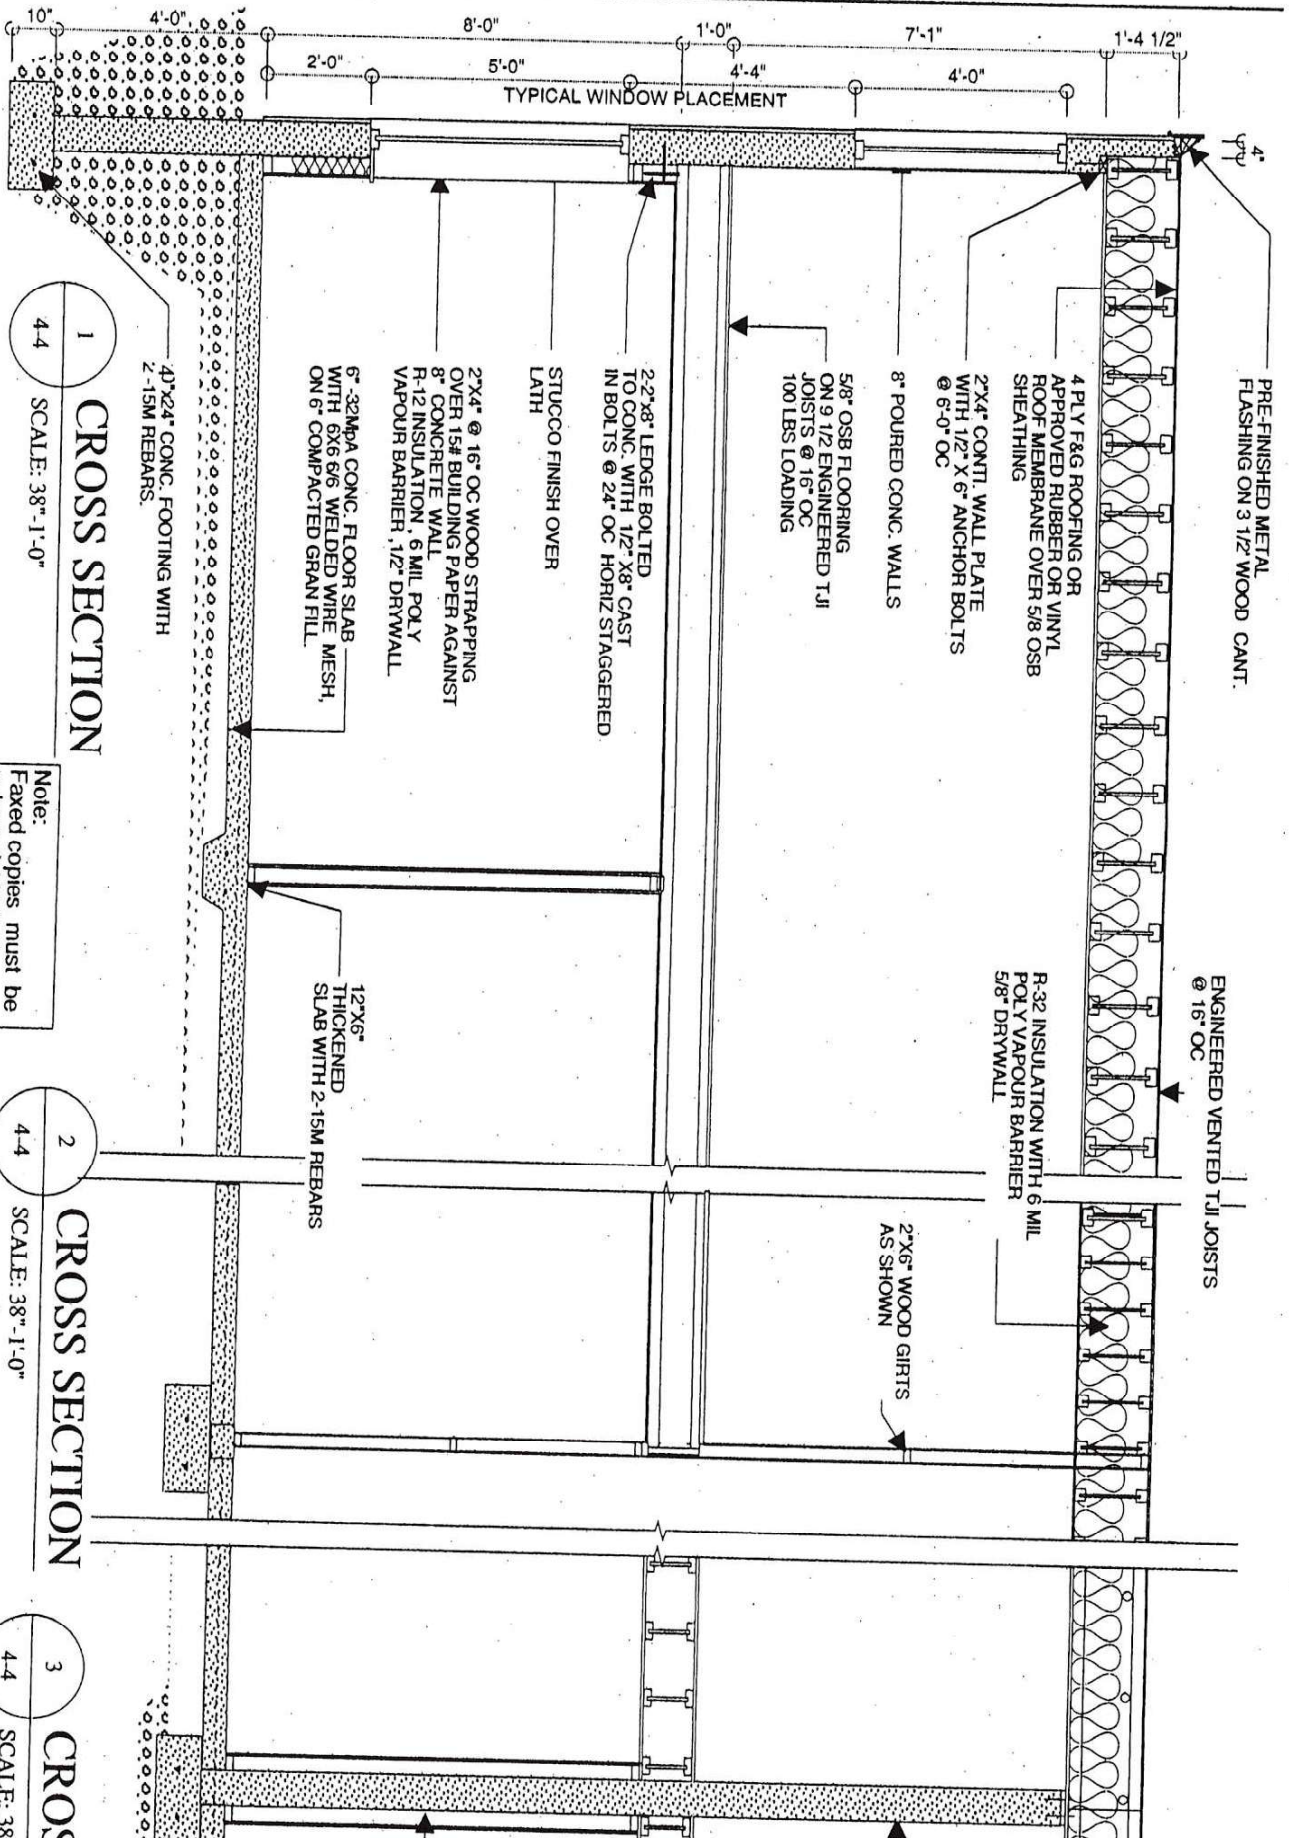 10"
4'-0"
8'-0"
1'-0"
7'-1"
1'-4 1/2"
2'-0"
5'-0"
4'-4"
4'-0"
TYPICAL WINDOW PLACEMENT
4"
PRE-FINISHED METAL
FLASHING ON 3 1/2" WOOD CANT.
4 PLY F&G ROOFING OR
APPROVED RUBBER OR VINYL
ROOF MEMBRANE OVER 5/8 OSB
SHEATHING
2"X4" CONTI. WALL PLATE
WITH 1/2" X 6" ANCHOR BOLTS
@ 6'-0" OC
8" POURED CONC. WALLS
5/8" OSB FLOORING
ON 9 1/2 ENGINEERED TJI
JOISTS @ 16" OC
100 LBS LOADING
2-2"x8" LEDGE BOLTED
TO CONC. WITH 1/2" X8" CAST
IN BOLTS @ 24" OC HORIZ STAGGERED
STUCCO FINISH OVER
LATH
2"X4" @ 16" OC WOOD STRAPPING
OVER 15# BUILDING PAPER AGAINST
8" CONCRETE WALL
R-12 INSULATION, 6 MIL POLY
VAPOUR BARRIER, 1/2" DRYWALL
6" -32MpA CONC. FLOOR SLAB
WITH 6X6 6/6 WELDED WIRE MESH,
ON 6" COMPACTED GRAN FILL.
CONC. FOOTING WITH
2 -15M REBARS.
ENGINEERED VENTED TJI JOISTS
@ 16" OC
R-32 INSULATION WITH 6 MIL
POLY VAPOUR BARRIER
5/8" DRYWALL
2"X6" WOOD GIRTS
AS SHOWN
12"X6"
THICKENED
SLAB WITH 2-15M REBARS
1
4-4
CROSS SECTION
SCALE: 38"-1'-0"
Note:
Faxed copies must be
2
4-4
CROSS SECTION
SCALE: 38"-1'-0"
3
4-4
CROS
SCALE: 38